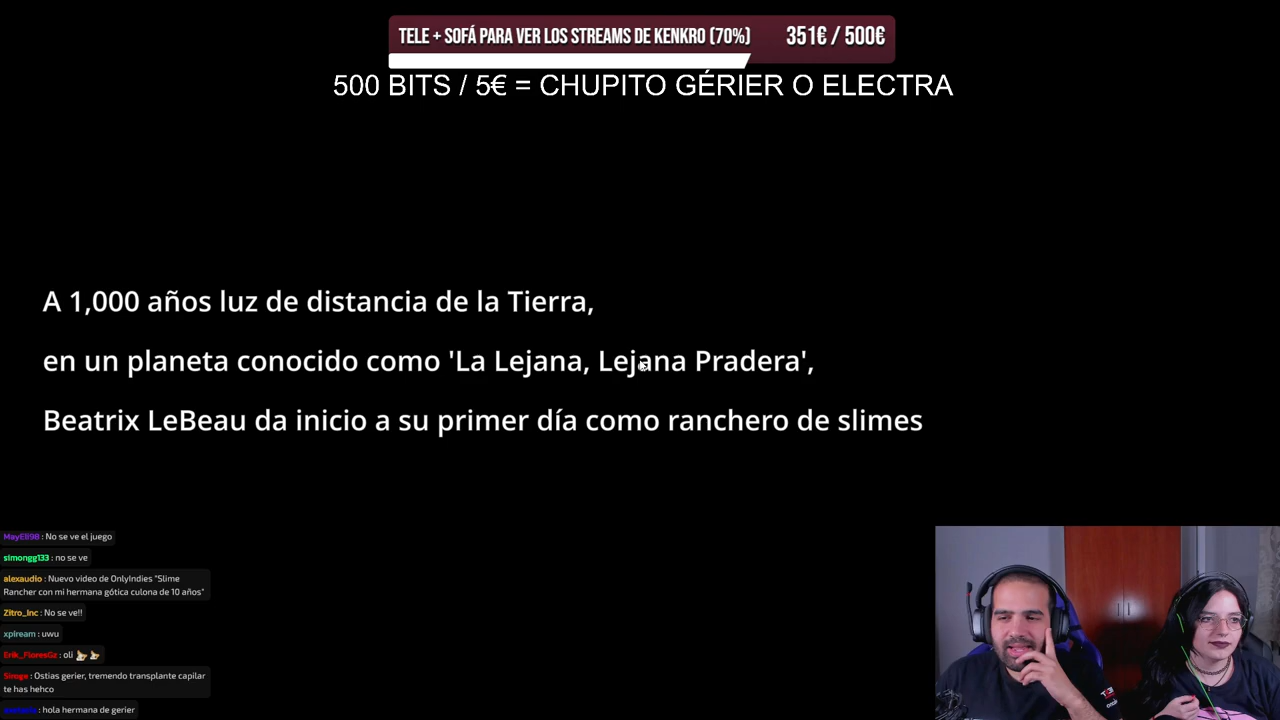 TELE + SOFÁ PARA VER LOS STREAMS DE KENKRO (70%) 351€ / 500€
500 BITS / 5€ = CHUPITO GÉRIER O ELECTRA
A 1,000 años luz de distancia de la Tierra,
en un planeta conocido como 'La Lejana, Lejana Pradera',
Beatrix LeBeau da inicio a su primer día como ranchero de slimes
MayEli98 : No se ve el juego
simongg133 : no se ve
alexaudio : Nuevo video de OnlyIndies "Slime
Rancher con mi hermana gótica culona de 10 años"
Zitro_Inc : No se ve!!
xpiream : uwu
Erik_FloresGz : oli
: Ostias gerier, tremendo transplante capilar
te has hehco
: hola hermana de gerier